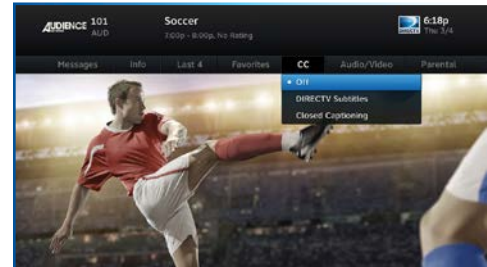 AUDIENCE 101
AUD
Soccer
7:00p - 8:00p, No Rating
DIRECTV
6:18p
Thu 3/4
Messages Info Last 4 Favorites CC Audio/Video Parental
Off
DIRECTV Subtitles
Closed Captioning